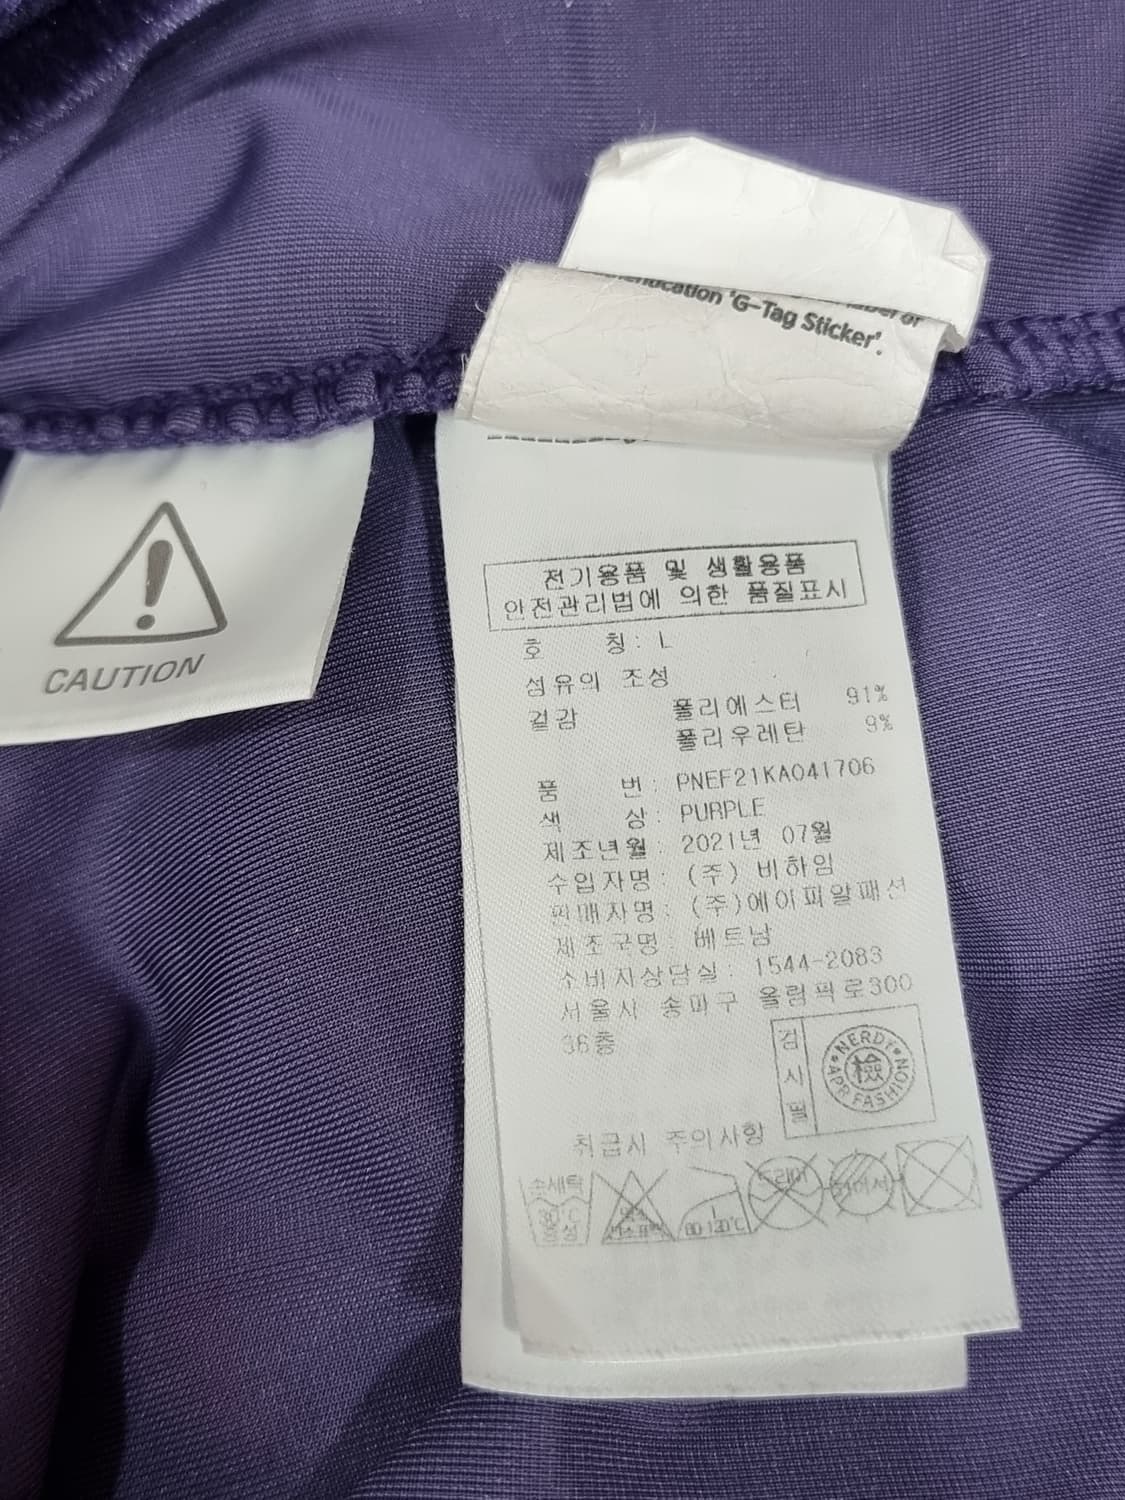 'G-Tag Sticker'.
CAUTION
전기용품 및 생활용품
안전관리법에 의한 품질표시
호 칭: L
섬유의 조성
겉감 폴리에스터 91%
폴리우레탄 9%
품 번: PNEF21KA041706
색 상: PURPLE
제조년월: 2021년 07월
수입자명: (주) 비하임
판매자명: (주)에이피알패션
제조국명: 베트남
소비자상담실: 1544-2083
서울시 송파구 올림픽로300
36층
검사필
NERDY
檢
APR FASHION
취급시 주의사항
손세탁
30℃
중성
80-120℃
드라이